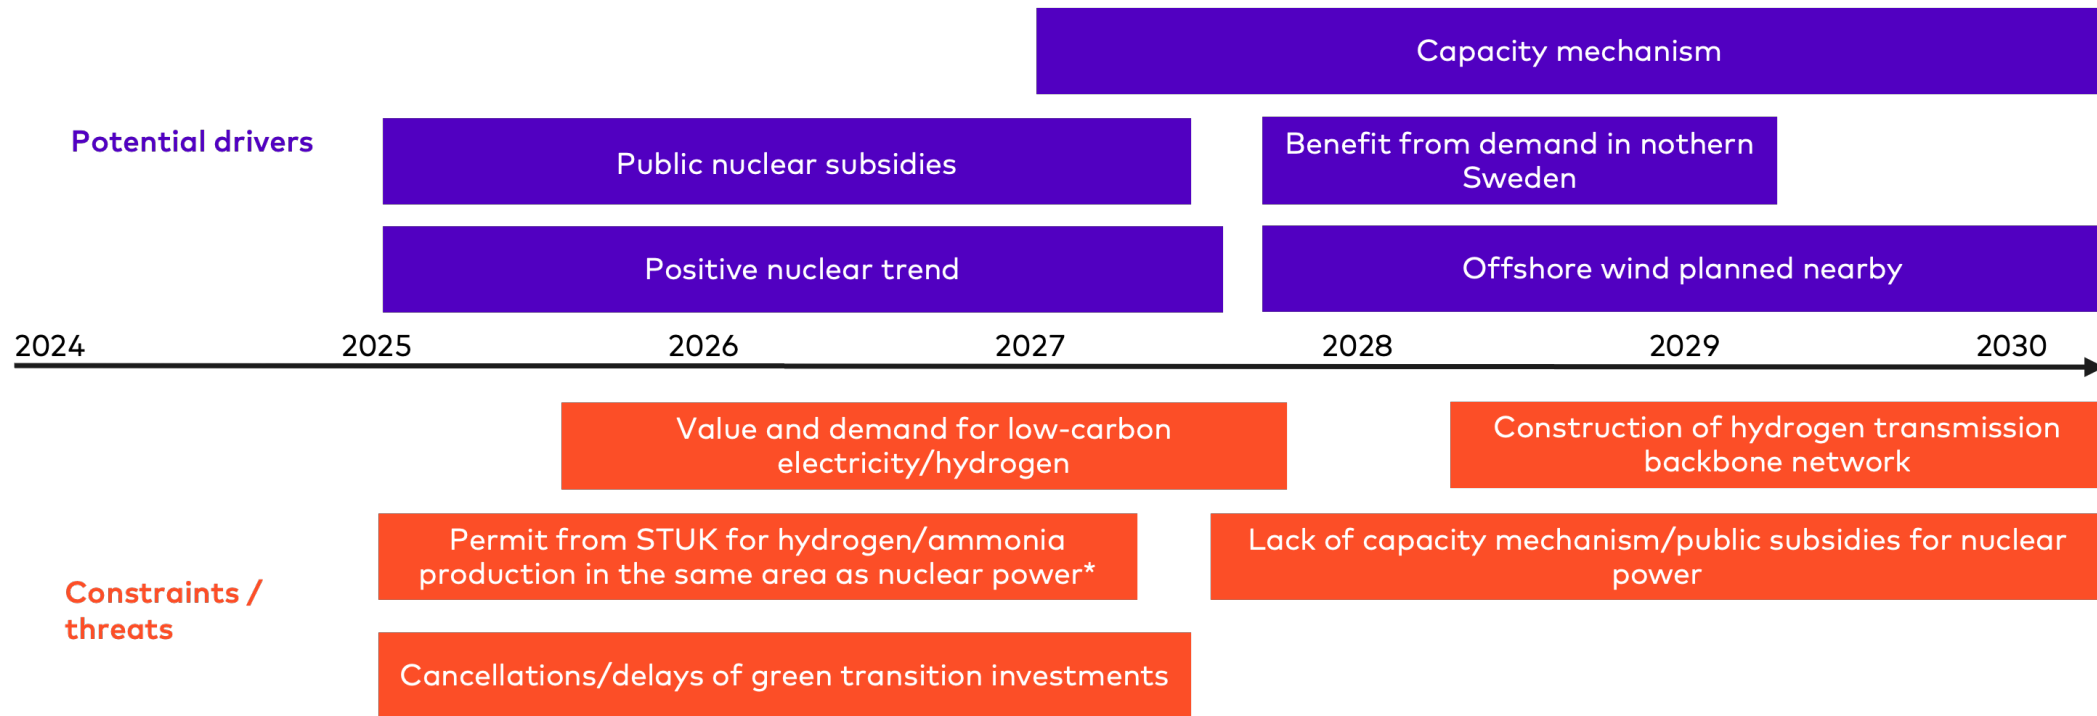 Capacity mechanism
Potential drivers
Public nuclear subsidies
Benefit from demand in nothern
Sweden
Positive nuclear trend
Offshore wind planned nearby
2024
2025
2026
2027
2028
2029
2030
Value and demand for low-carbon
electricity/hydrogen
Construction of hydrogen transmission
backbone network
Permit from STUK for hydrogen/ammonia
production in the same area as nuclear power*
Lack of capacity mechanism/public subsidies for nuclear
power
Constraints /
threats
Cancellations/delays of green transition investments